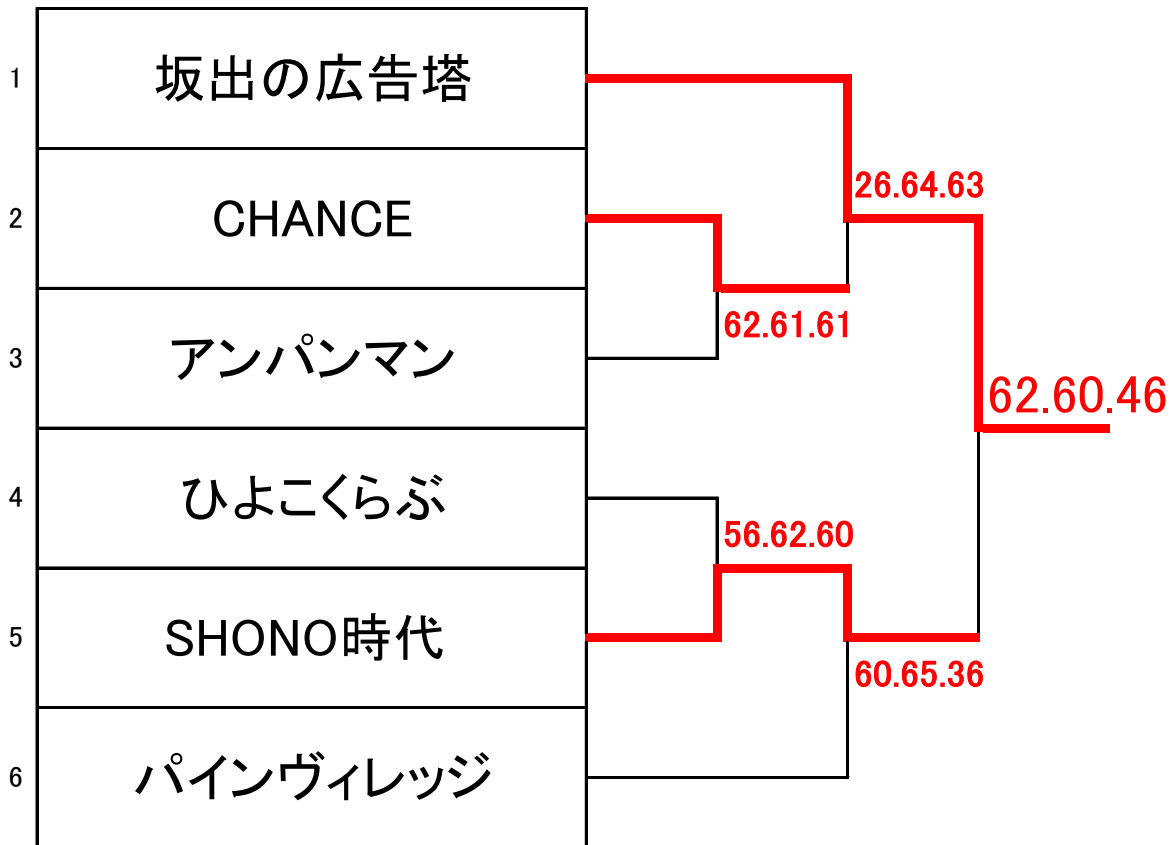 1 坂出の広告塔
2 CHANCE
3 アンパンマン
4 ひよこくらぶ
5 SHONO時代
6 パインヴィレッジ
62.61.61
56.62.60
26.64.63
60.65.36
62.60.46